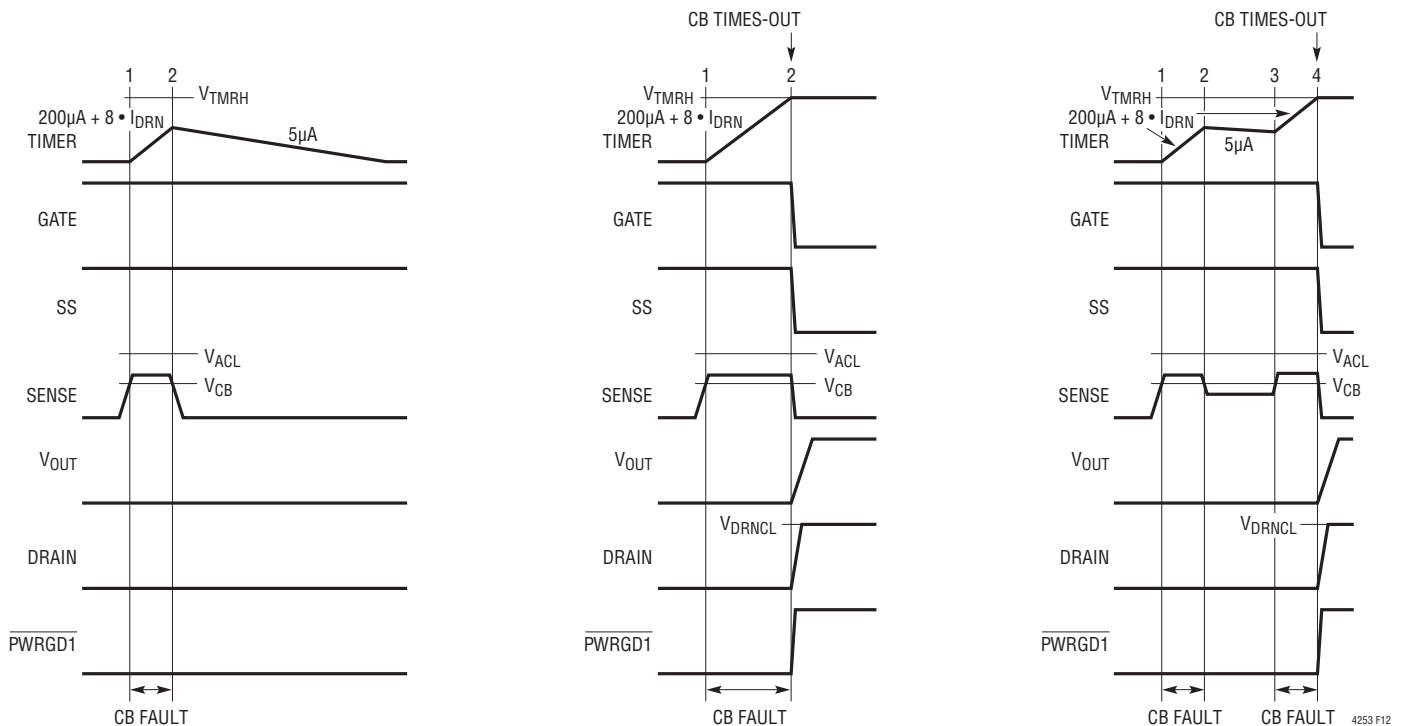 1 2
V_TMRH
200µA + 8 • I_DRN
TIMER
5µA
GATE
SS
V_ACL
V_CB
SENSE
V_OUT
DRAIN
PWRGD1
CB FAULT
CB TIMES-OUT
1 2
V_TMRH
200µA + 8 • I_DRN
TIMER
GATE
SS
V_ACL
V_CB
SENSE
V_OUT
V_DRNCL
DRAIN
PWRGD1
CB FAULT
CB TIMES-OUT
1 2 3 4
V_TMRH
200µA + 8 • I_DRN
TIMER
5µA
GATE
SS
V_ACL
V_CB
SENSE
V_OUT
V_DRNCL
DRAIN
PWRGD1
CB FAULT CB FAULT
4253 F12